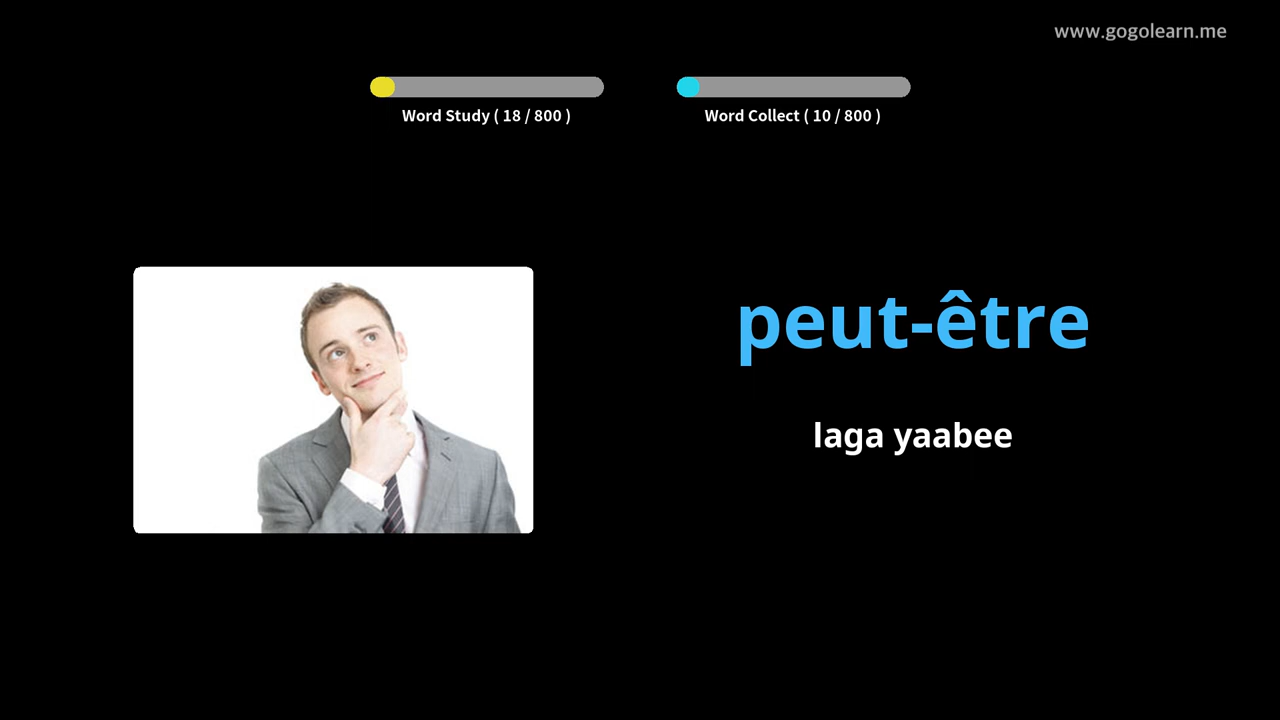 www.gogolearn.me
Word Study ( 18 / 800 )
Word Collect ( 10 / 800 )
peut-être
laga yaabee